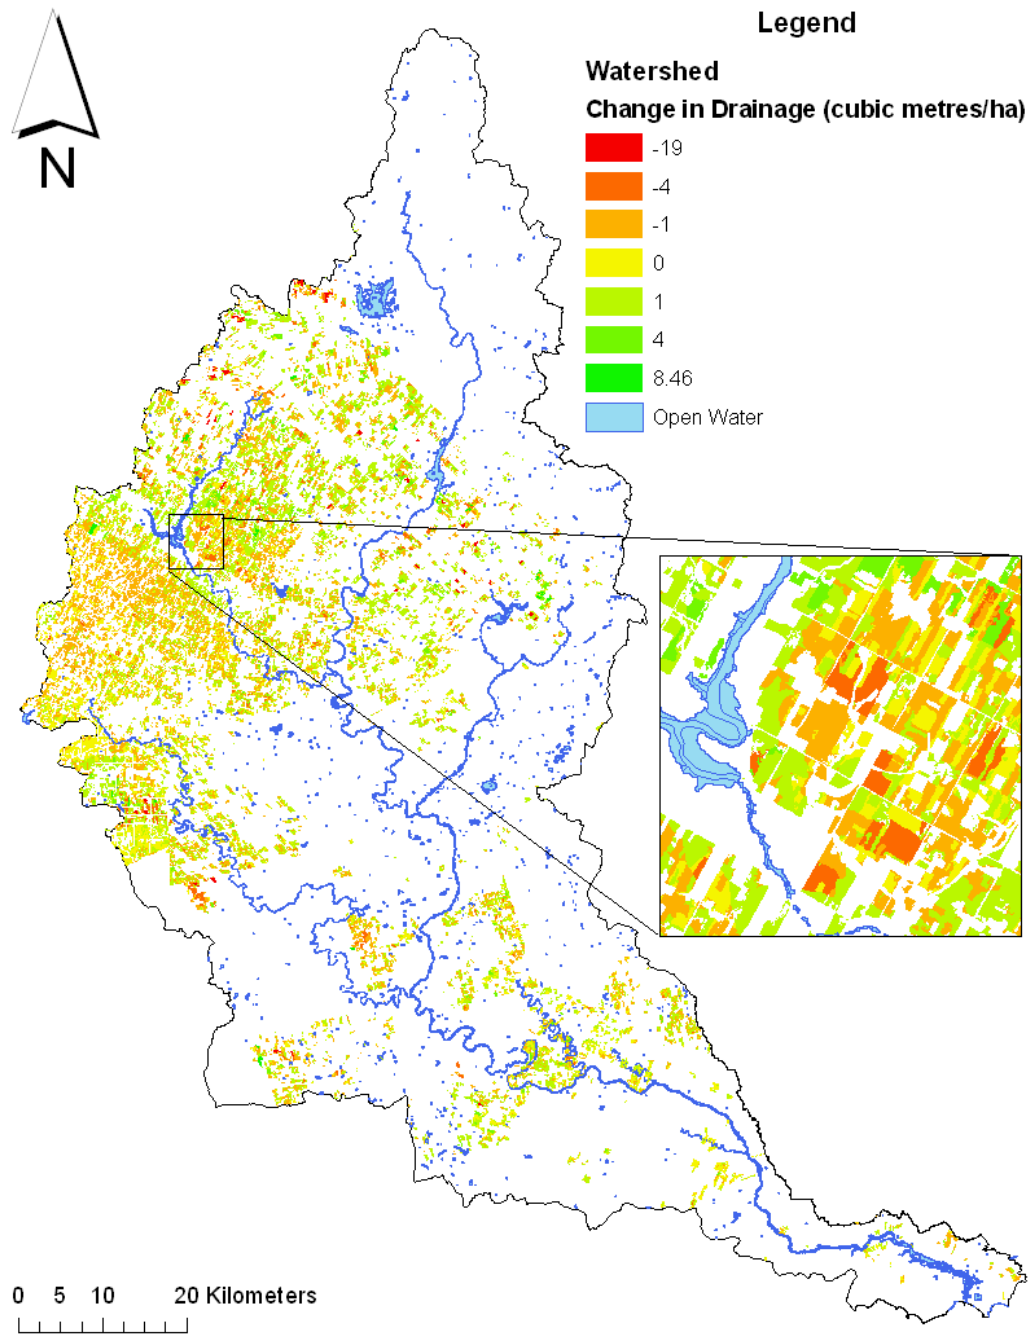 Legend
Watershed
Change in Drainage (cubic metres/ha)
-19
-4
-1
0
1
4
8.46
Open Water
N
0 5 10 20 Kilometers